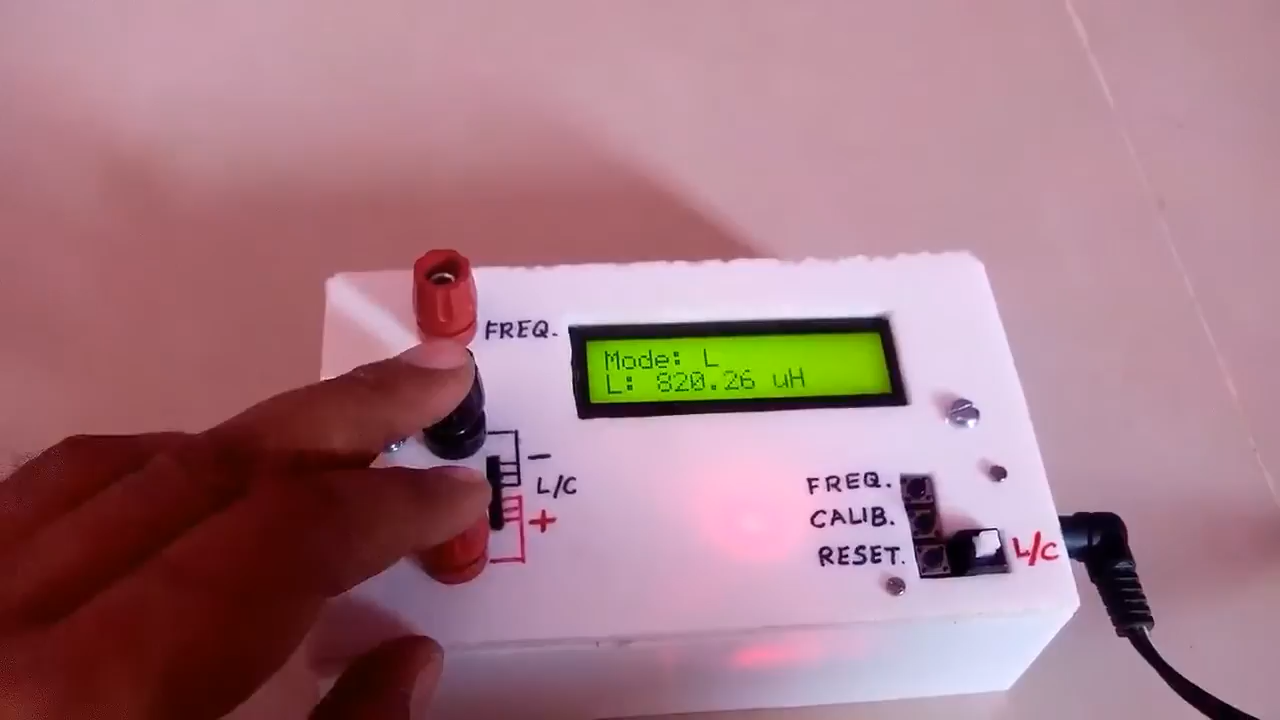 FREQ.
Mode: L
L: 820.26 uH
-
L/C
+
FREQ.
CALIB.
RESET.
L/C